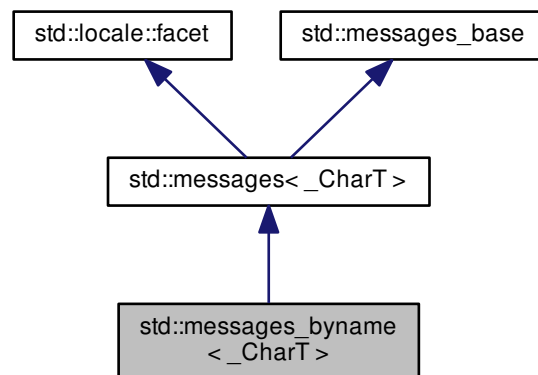 std::locale::facet
std::messages_base
std::messages< _CharT >
std::messages_byname
< _CharT >